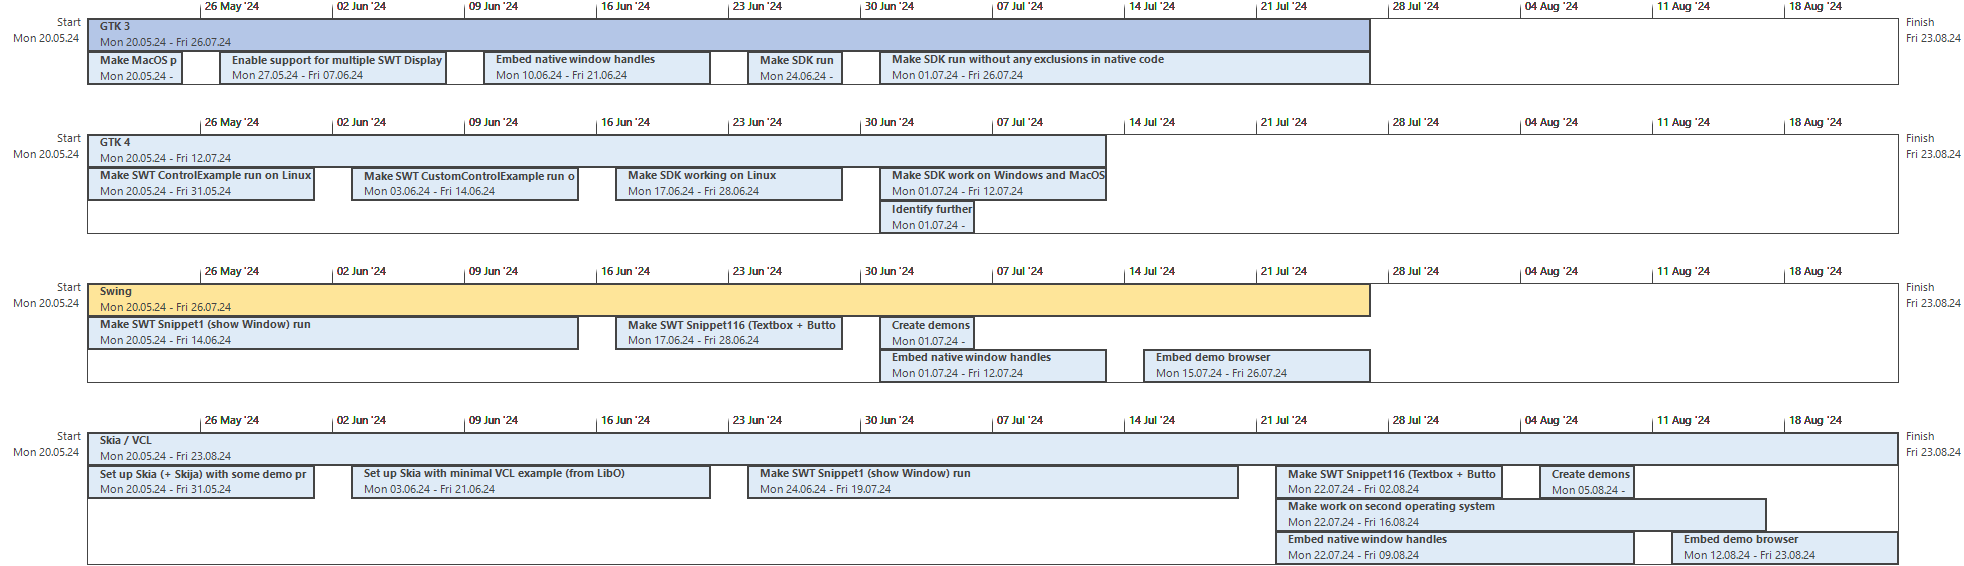 26 May '24 02 Jun '24 09 Jun '24 16 Jun '24 23 Jun '24 30 Jun '24 07 Jul '24 14 Jul '24 21 Jul '24 28 Jul '24 04 Aug '24 11 Aug '24 18 Aug '24
Start
Mon 20.05.24
GTK 3
Mon 20.05.24 - Fri 26.07.24
Finish
Fri 23.08.24
Make MacOS p
Mon 20.05.24 -
Enable support for multiple SWT Display
Mon 27.05.24 - Fri 07.06.24
Embed native window handles
Mon 10.06.24 - Fri 21.06.24
Make SDK run
Mon 24.06.24 -
Make SDK run without any exclusions in native code
Mon 01.07.24 - Fri 26.07.24
26 May '24 02 Jun '24 09 Jun '24 16 Jun '24 23 Jun '24 30 Jun '24 07 Jul '24 14 Jul '24 21 Jul '24 28 Jul '24 04 Aug '24 11 Aug '24 18 Aug '24
Start
Mon 20.05.24
GTK 4
Mon 20.05.24 - Fri 12.07.24
Finish
Fri 23.08.24
Make SWT ControlExample run on Linux
Mon 20.05.24 - Fri 31.05.24
Make SWT CustomControlExample run o
Mon 03.06.24 - Fri 14.06.24
Make SDK working on Linux
Mon 17.06.24 - Fri 28.06.24
Make SDK work on Windows and MacOS
Mon 01.07.24 - Fri 12.07.24
Identify further
Mon 01.07.24 -
26 May '24 02 Jun '24 09 Jun '24 16 Jun '24 23 Jun '24 30 Jun '24 07 Jul '24 14 Jul '24 21 Jul '24 28 Jul '24 04 Aug '24 11 Aug '24 18 Aug '24
Start
Mon 20.05.24
Swing
Mon 20.05.24 - Fri 26.07.24
Finish
Fri 23.08.24
Make SWT Snippet1 (show Window) run
Mon 20.05.24 - Fri 14.06.24
Make SWT Snippet116 (Textbox + Butto
Mon 17.06.24 - Fri 28.06.24
Create demons
Mon 01.07.24 -
Embed native window handles
Mon 01.07.24 - Fri 12.07.24
Embed demo browser
Mon 15.07.24 - Fri 26.07.24
26 May '24 02 Jun '24 09 Jun '24 16 Jun '24 23 Jun '24 30 Jun '24 07 Jul '24 14 Jul '24 21 Jul '24 28 Jul '24 04 Aug '24 11 Aug '24 18 Aug '24
Start
Mon 20.05.24
Skia / VCL
Mon 20.05.24 - Fri 23.08.24
Finish
Fri 23.08.24
Set up Skia (+ Skija) with some demo pr
Mon 20.05.24 - Fri 31.05.24
Set up Skia with minimal VCL example (from LibO)
Mon 03.06.24 - Fri 21.06.24
Make SWT Snippet1 (show Window) run
Mon 24.06.24 - Fri 19.07.24
Make SWT Snippet116 (Textbox + Butto
Mon 22.07.24 - Fri 02.08.24
Create demons
Mon 05.08.24 -
Make work on second operating system
Mon 22.07.24 - Fri 16.08.24
Embed native window handles
Mon 22.07.24 - Fri 09.08.24
Embed demo browser
Mon 12.08.24 - Fri 23.08.24